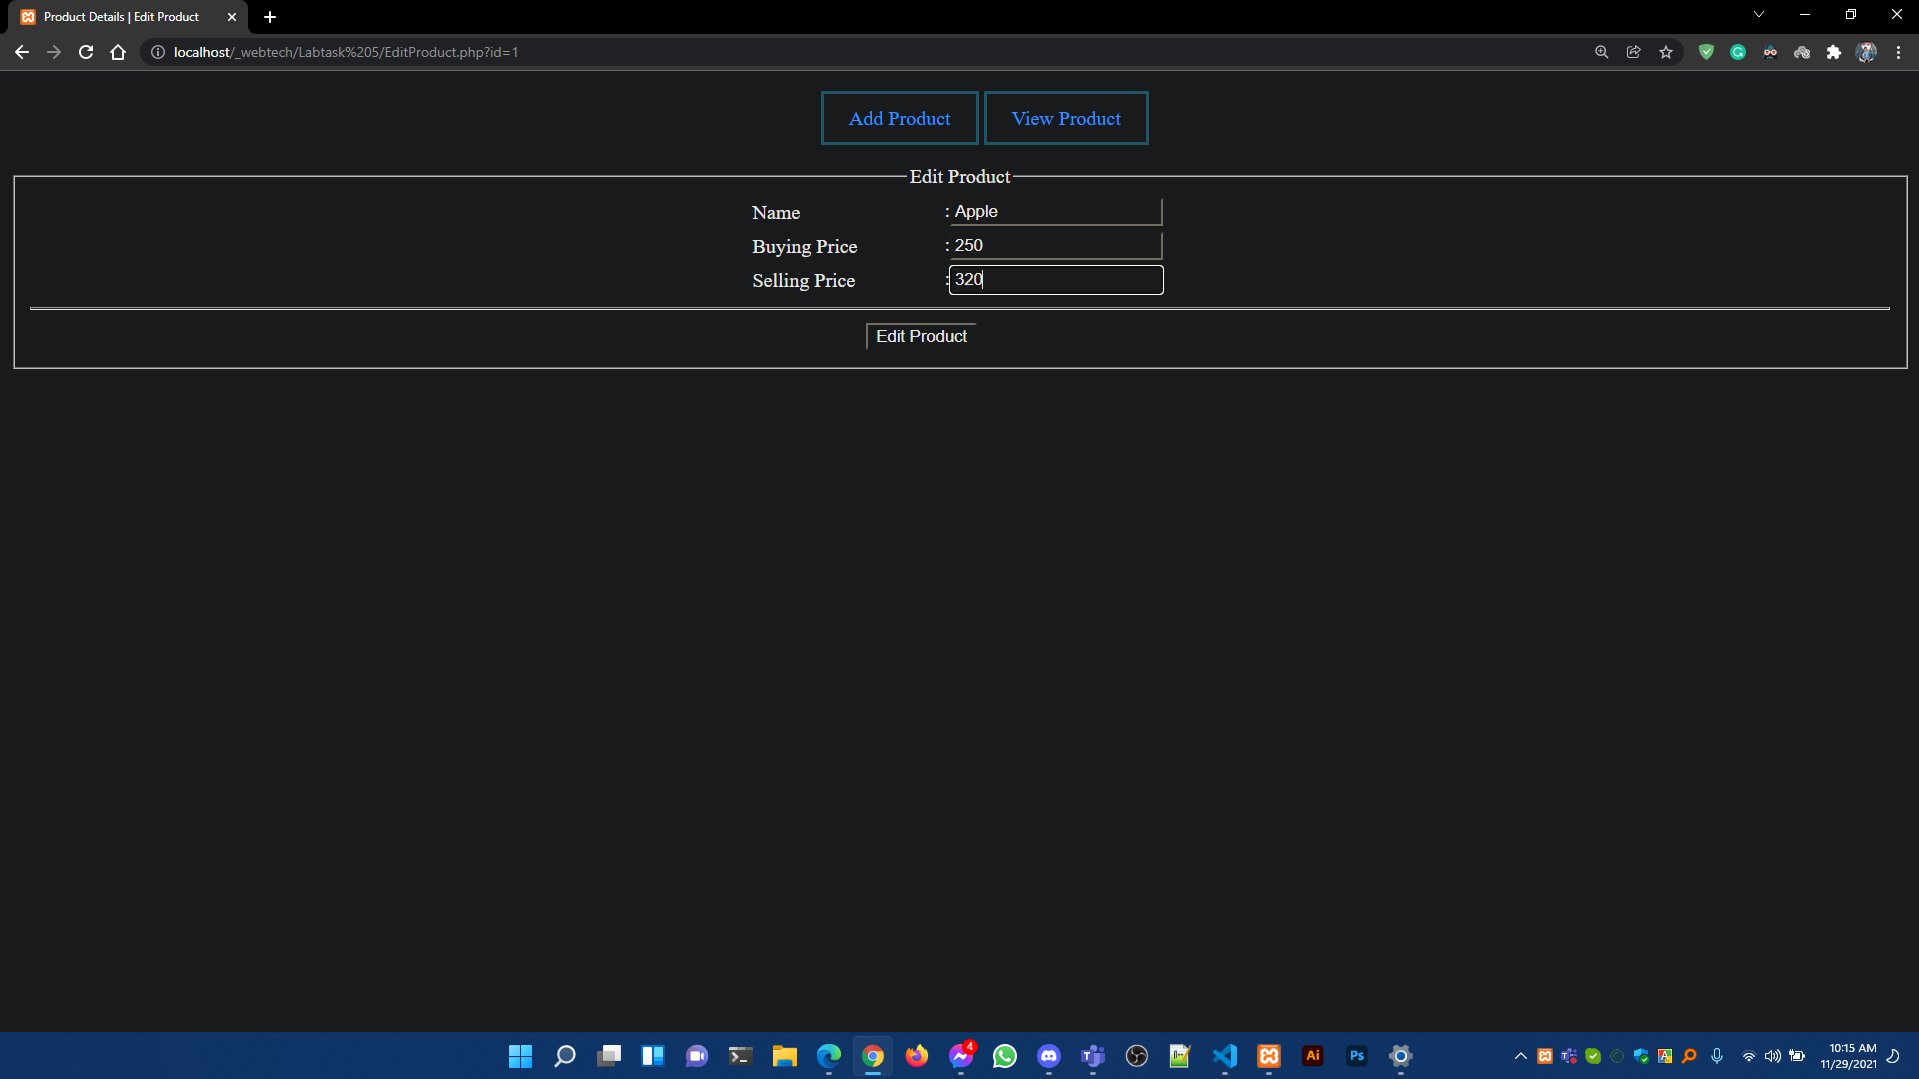 Product Details | Edit Product
localhost/_webtech/Labtask%205/EditProduct.php?id=1
Add Product View Product
Edit Product
Name : Apple
Buying Price : 250
Selling Price : 320
Edit Product
4
Ai
Ps
10:15 AM
11/29/2021